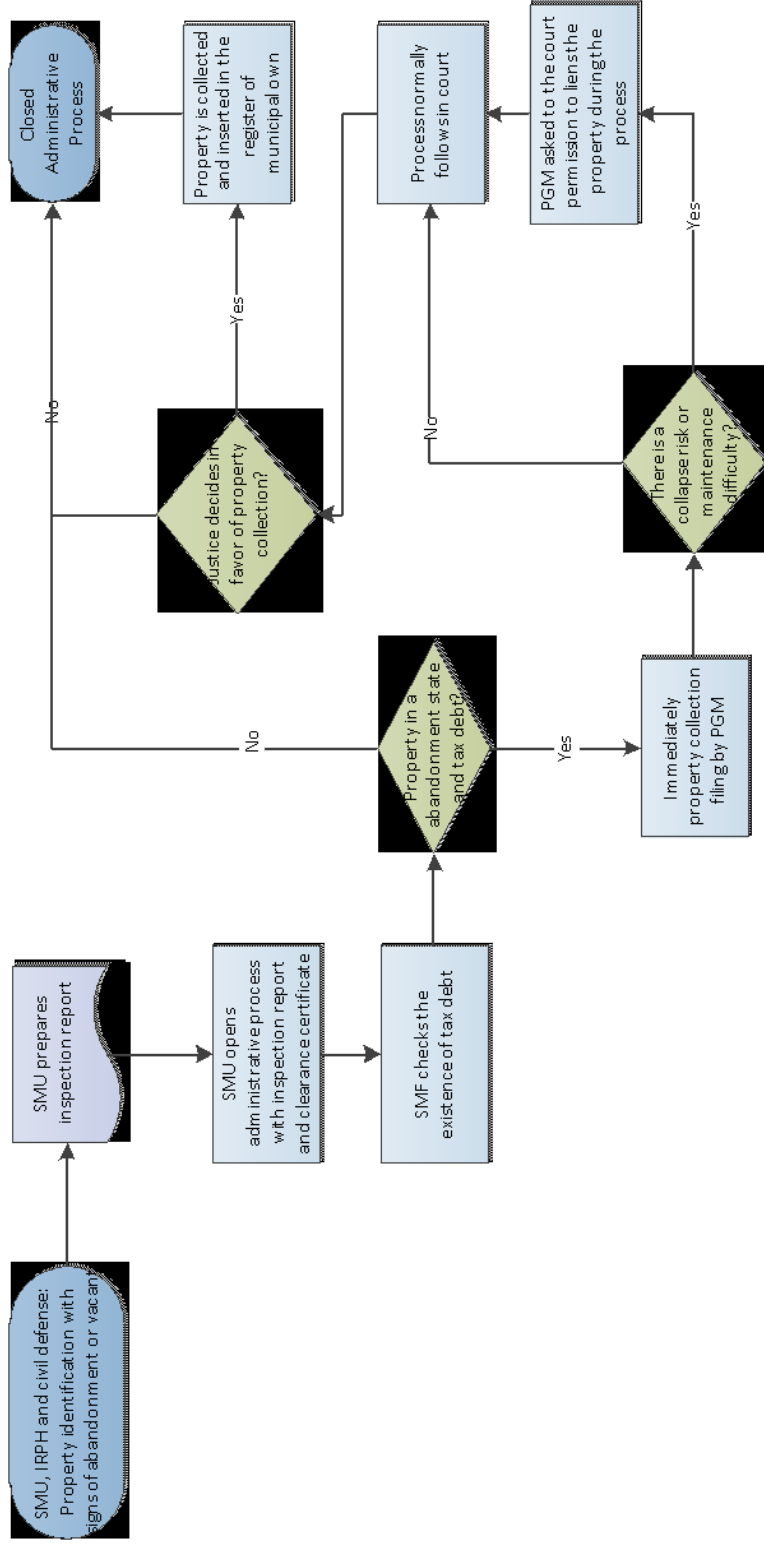 SMU, IRPH and civil defense:
Property identification with
signs of abandonment or vacant
SMU prepares
inspection report
SMU opens
administrative process
with inspection report
and clearance certificate
SMF checks the
existence of tax debt
Property in a
abandonment state
and tax debt?
No
Yes
Immediately
property collection
filing by PGM
There is a
collapse risk or
maintenance
difficulty?
No
Yes
PGM asked to the court
permission to liens the
property during the
process
Process normally
follows in court
Justice decides in
favor of property
collection?
No
Yes
Property is collected
and inserted in the
register of
municipal own
Closed
Administrative
Process